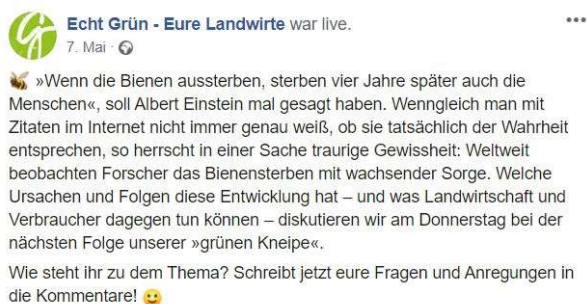 Echt Grün - Eure Landwirte war live.
7. Mai ·
»Wenn die Bienen aussterben, sterben vier Jahre später auch die
Menschen«, soll Albert Einstein mal gesagt haben. Wenngleich man mit
Zitaten im Internet nicht immer genau weiß, ob sie tatsächlich der Wahrheit
entsprechen, so herrscht in einer Sache traurige Gewissheit: Weltweit
beobachten Forscher das Bienensterben mit wachsender Sorge. Welche
Ursachen und Folgen diese Entwicklung hat – und was Landwirtschaft und
Verbraucher dagegen tun können – diskutieren wir am Donnerstag bei der
nächsten Folge unserer »grünen Kneipe«.
Wie steht ihr zu dem Thema? Schreibt jetzt eure Fragen und Anregungen in
die Kommentare!